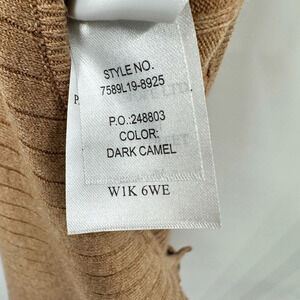 STYLE NO.
7589L19-8925
P.O.:248803
COLOR:
DARK CAMEL
W1K 6WE